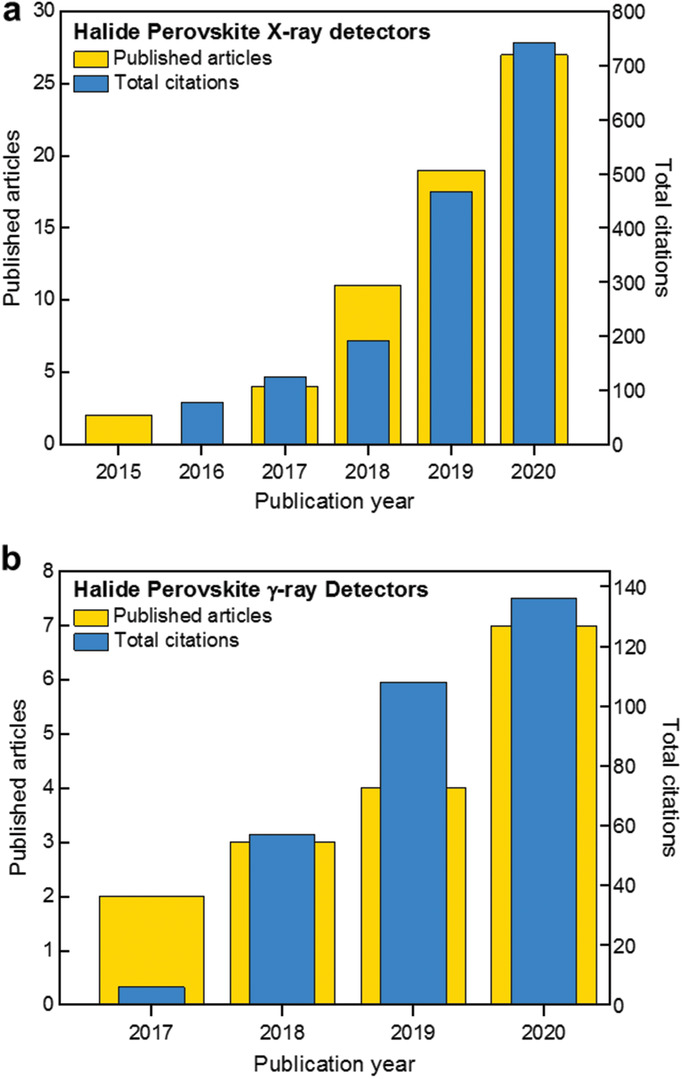 a
Halide Perovskite X-ray detectors
Published articles
Total citations
Published articles
30
25
20
15
10
5
0
Total citations
800
700
600
500
400
300
200
100
0
2015 2016 2017 2018 2019 2020
Publication year
b
Halide Perovskite γ-ray Detectors
Published articles
Total citations
Published articles
8
7
6
5
4
3
2
1
0
Total citations
140
120
100
80
60
40
20
0
2017 2018 2019 2020
Publication year